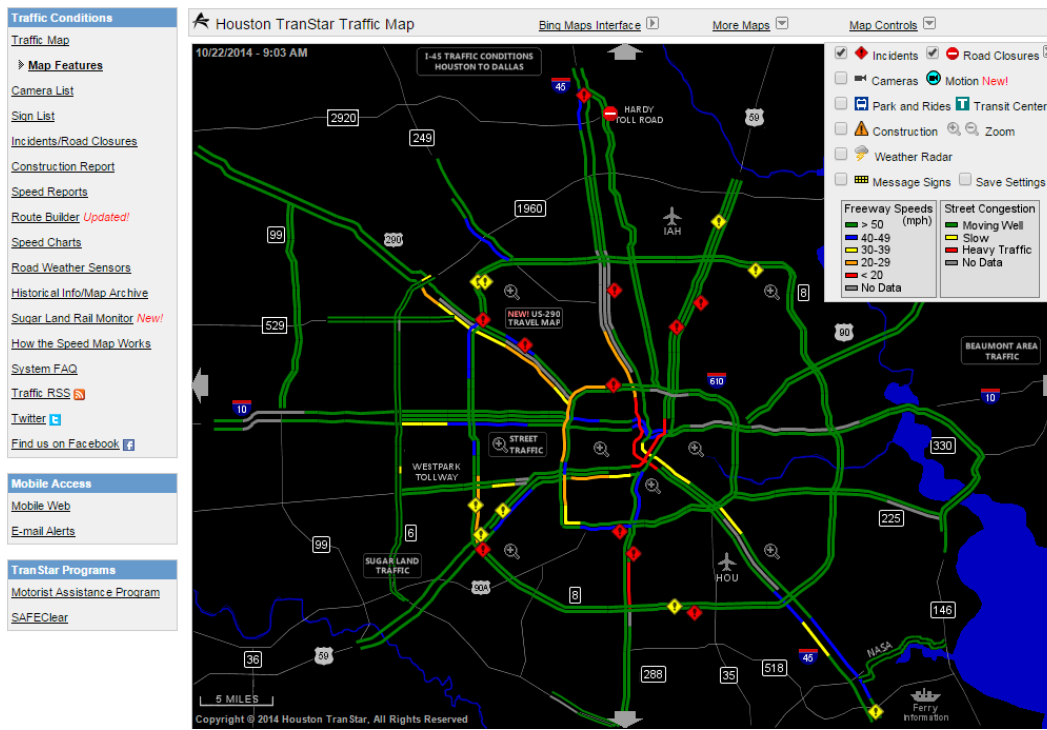 Traffic Conditions
Traffic Map
Map Features
Camera List
Sign List
Incidents/Road Closures
Construction Report
Speed Reports
Route Builder Updated!
Speed Charts
Road Weather Sensors
Historical Info/Map Archive
Sugar Land Rail Monitor New!
How the Speed Map Works
System FAQ
Traffic RSS
Twitter
Find us on Facebook
Mobile Access
Mobile Web
E-mail Alerts
TranStar Programs
Motorist Assistance Program
SAFEClear
Houston TranStar Traffic Map
Bing Maps Interface
More Maps
Map Controls
10/22/2014 - 9:03 AM
I-45 TRAFFIC CONDITIONS
HOUSTON TO DALLAS
Incidents
Road Closures
Cameras
Motion New!
Park and Rides
Transit Center
Construction
Zoom
Weather Radar
Message Signs
Save Settings
Freeway Speeds
(mph)
> 50
40-49
30-39
20-29
< 20
No Data
Street Congestion
Moving Well
Slow
Heavy Traffic
No Data
45
HARDY
TOLL ROAD
59
2920
249
1960
IAH
99
290
8
NEW! US-290
TRAVEL MAP
529
90
BEAUMONT AREA
TRAFFIC
610
10
10
STREET
TRAFFIC
330
WESTPARK
TOLLWAY
225
6
99
SUGAR LAND
TRAFFIC
HOU
90A
8
146
NASA
36
59
45
518
288
35
5 MILES
Ferry
Information
Copyright © 2014 Houston TranStar, All Rights Reserved